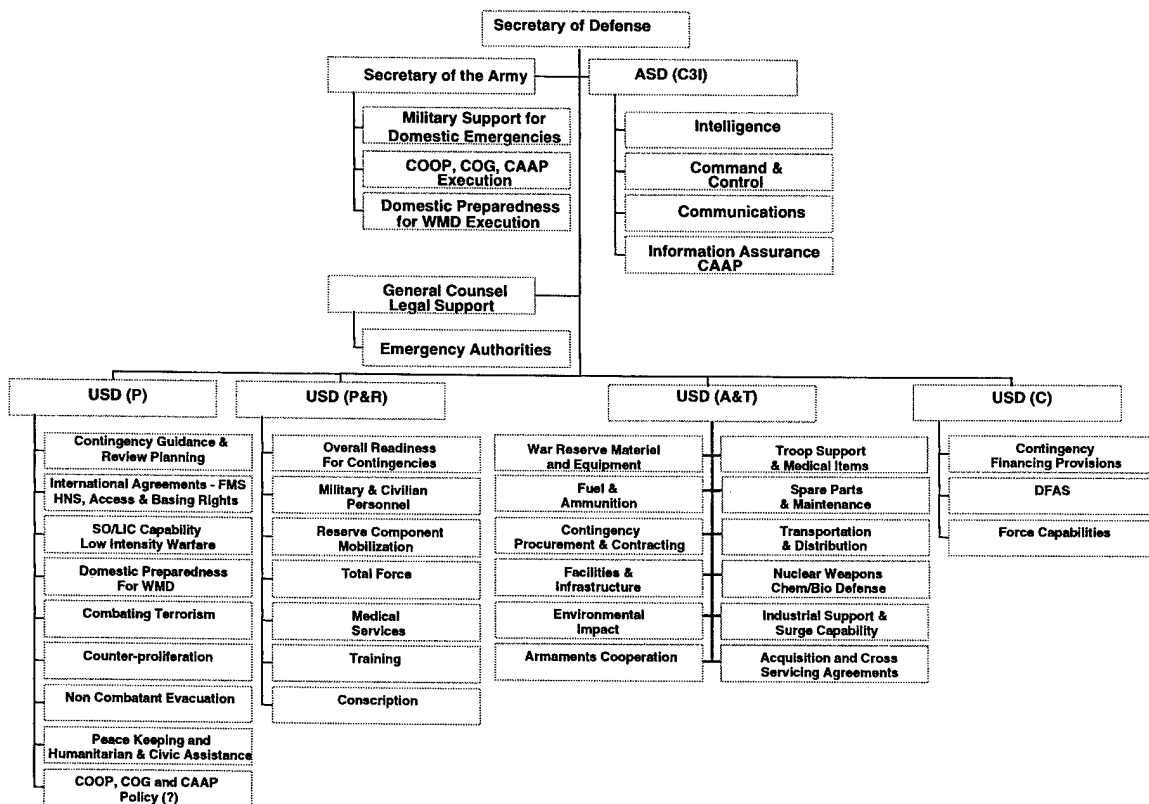 Secretary of Defense
Secretary of the Army
ASD (C3I)
Military Support for
Domestic Emergencies
COOP, COG, CAAP
Execution
Domestic Preparedness
for WMD Execution
Intelligence
Command &
Control
Communications
Information Assurance
CAAP
General Counsel
Legal Support
Emergency Authorities
USD (P)
Contingency Guidance &
Review Planning
International Agreements - FMS
HNS, Access & Basing Rights
SO/LIC Capability
Low Intensity Warfare
Domestic Preparedness
For WMD
Combating Terrorism
Counter-proliferation
Non Combatant Evacuation
Peace Keeping and
Humanitarian & Civic Assistance
COOP, COG and CAAP
Policy (?)
USD (P&R)
Overall Readiness
For Contingencies
Military & Civilian
Personnel
Reserve Component
Mobilization
Total Force
Medical
Services
Training
Conscription
USD (A&T)
War Reserve Materiel
and Equipment
Fuel &
Ammunition
Contingency
Procurement & Contracting
Facilities &
Infrastructure
Environmental
Impact
Armaments Cooperation
Troop Support
& Medical Items
Spare Parts
& Maintenance
Transportation
& Distribution
Nuclear Weapons
Chem/Bio Defense
Industrial Support &
Surge Capability
Acquisition and Cross
Servicing Agreements
USD (C)
Contingency
Financing Provisions
DFAS
Force Capabilities